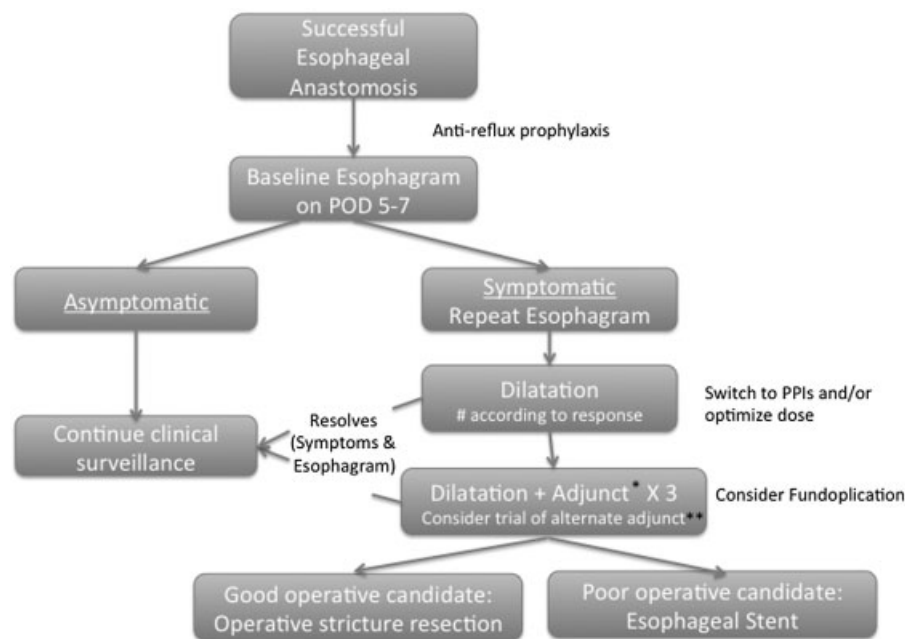 Successful
Esophageal
Anastomosis
Anti-reflux prophylaxis
Baseline Esophagram
on POD 5-7
Asymptomatic
Symptomatic
Repeat Esophagram
Dilatation
# according to response
Switch to PPIs and/or
optimize dose
Resolves
(Symptoms &
Esophagram)
Continue clinical
surveillance
Dilatation + Adjunct* X 3
Consider trial of alternate adjunct**
Consider Fundoplication
Good operative candidate:
Operative stricture resection
Poor operative candidate:
Esophageal Stent